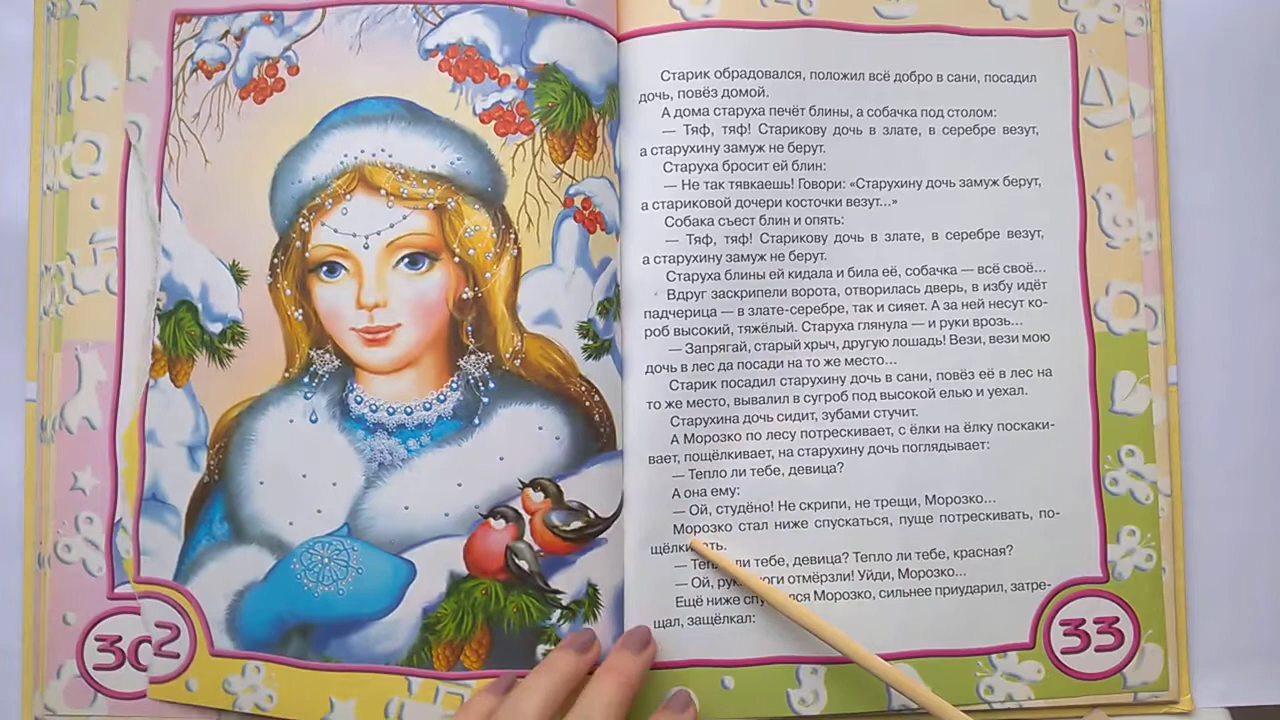 Старик обрадовался, положил всё добро в сани, посадил
дочь, повёз домой.
А дома старуха печёт блины, а собачка под столом:
— Тяф, тяф! Старикову дочь в злате, в серебре везут,
а старухину замуж не берут.
Старуха бросит ей блин:
— Не так тявкаешь! Говори: «Старухину дочь замуж берут,
а стариковой дочери косточки везут...»
Собака съест блин и опять:
— Тяф, тяф! Старикову дочь в злате, в серебре везут,
а старухину замуж не берут.
Старуха блины ей кидала и била её, собачка — всё своё...
Вдруг заскрипели ворота, отворилась дверь, в избу идёт
падчерица — в злате-серебре, так и сияет. А за ней несут ко-
роб высокий, тяжёлый. Старуха глянула — и руки врозь...
— Запрягай, старый хрыч, другую лошадь! Вези, вези мою
дочь в лес да посади на то же место...
Старик посадил старухину дочь в сани, повёз её в лес на
то же место, вывалил в сугроб под высокой елью и уехал.
Старухина дочь сидит, зубами стучит.
А Морозко по лесу потрескивает, с ёлки на ёлку поскаки-
вает, пощёлкивает, на старухину дочь поглядывает:
— Тепло ли тебе, девица?
А она ему:
— Ой, студёно! Не скрипи, не трещи, Морозко...
Морозко стал ниже спускаться, пуще потрескивать, по-
— ли тебе, девица? Тепло ли тебе, красная?
— Ой, отмёрзли! Уйди, Морозко...
Ещё ниже Морозко, сильнее приударил, затре-
щал, защёлкал:
30
2
33